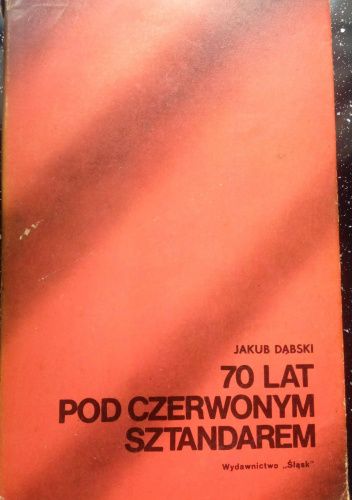 JAKUB DĄBSKI
70 LAT
POD CZERWONYM
SZTANDAREM
Wydawnictwo „Śląsk"